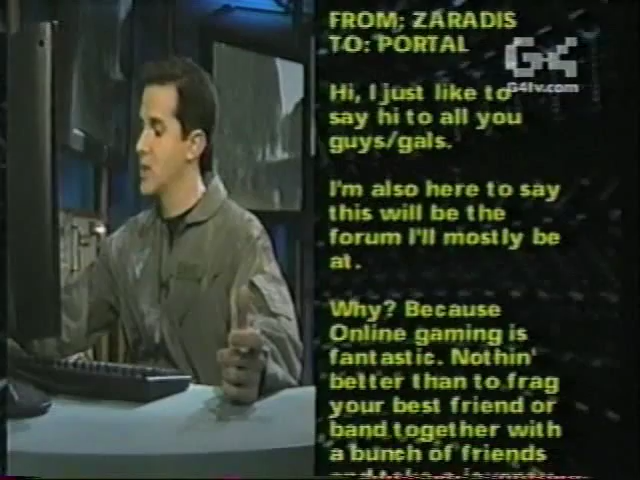 FROM: ZARADIS
TO: PORTAL
G4
G4tv.com
Hi, I just like to
say hi to all you
guys/gals.
I'm also here to say
this will be the
forum I'll mostly be
at.
Why? Because
Online gaming is
fantastic. Nothin'
better than to frag
your best friend or
band together with
a bunch of friends
and take a